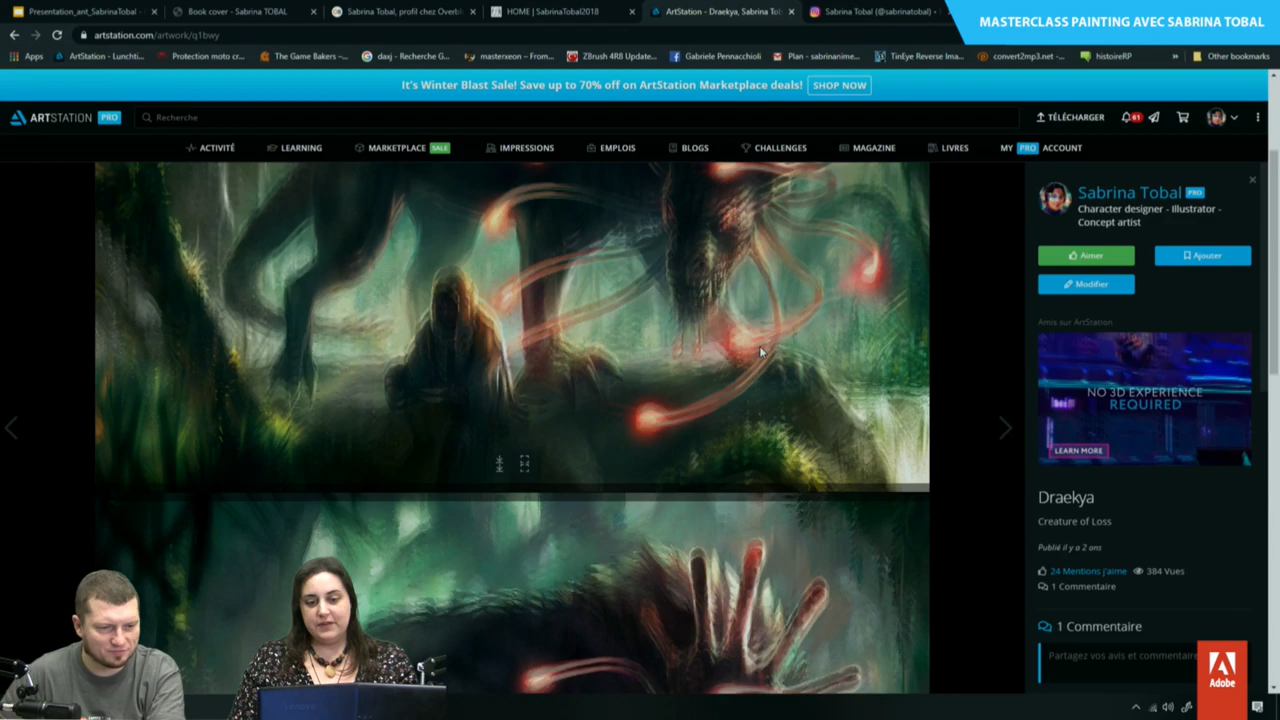 Presentation_ant_SabrinaTobal -
Book cover - Sabrina TOBAL
Sabrina Tobal, profil chez Overbl
HOME | SabrinaTobal2018
ArtStation - Draekya, Sabrina Tob
Sabrina Tobal (@sabrinatobal) •
MASTERCLASS PAINTING AVEC SABRINA TOBAL
artstation.com/artwork/q1bwy
Apps
ArtStation - Lunchti...
Protection moto cr...
The Game Bakers –...
daxj - Recherche G...
masterxeon – From...
ZBrush 4R8 Update...
Gabriele Pennacchioli
Plan - sabrinanime...
TinEye Reverse Ima...
convert2mp3.net -...
histoireRP
»
Other bookmarks
It's Winter Blast Sale! Save up to 70% off on ArtStation Marketplace deals!
SHOP NOW
ARTSTATION PRO
Recherche
TÉLÉCHARGER
61
ACTIVITÉ
LEARNING
MARKETPLACE SALE
IMPRESSIONS
EMPLOIS
BLOGS
CHALLENGES
MAGAZINE
LIVRES
MY PRO ACCOUNT
Sabrina Tobal PRO
Character designer - Illustrator -
Concept artist
Aimer
Ajouter
Modifier
Amis sur ArtStation
NO 3D EXPERIENCE
REQUIRED
LEARN MORE
Draekya
Creature of Loss
Publié il y a 2 ans
24 Mentions j'aime
384 Vues
1 Commentaire
1 Commentaire
Partagez vos avis et commentaire
Adobe
Lenovo